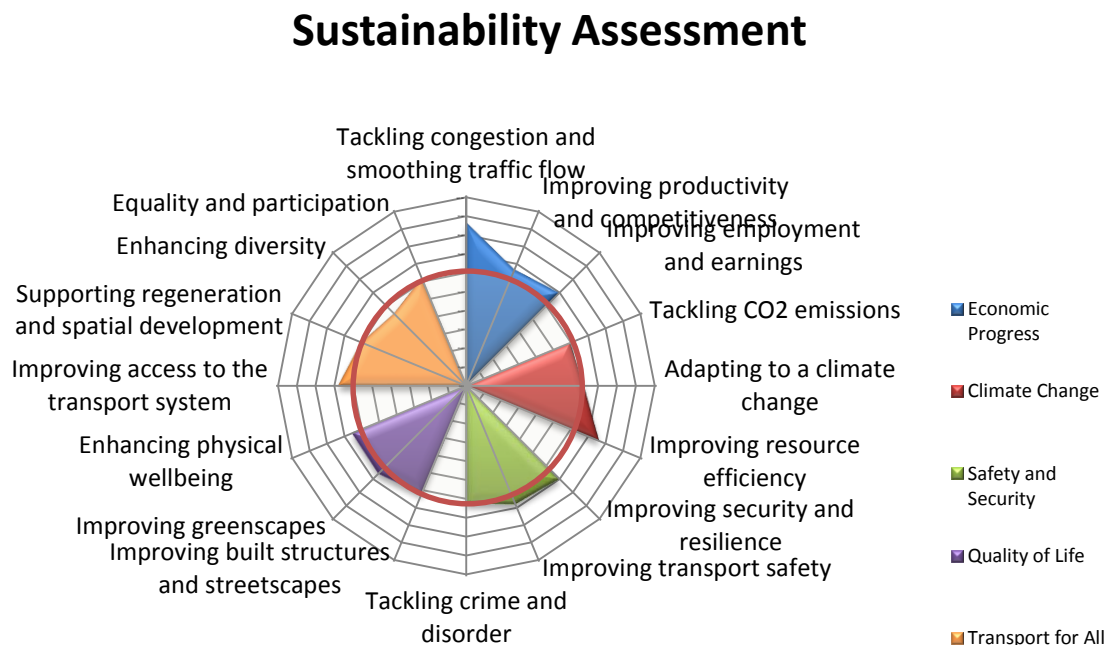 Sustainability Assessment
Tackling congestion and
smoothing traffic flow
Improving productivity
and competitiveness
Improving employment
and earnings
Tackling CO2 emissions
Adapting to a climate
change
Improving resource
efficiency
Improving security and
resilience
Improving transport safety
Tackling crime and
disorder
Improving built structures
and streetscapes
Improving greenscapes
Enhancing physical
wellbeing
Improving access to the
transport system
Supporting regeneration
and spatial development
Enhancing diversity
Equality and participation
Economic
Progress
Climate Change
Safety and
Security
Quality of Life
Transport for All